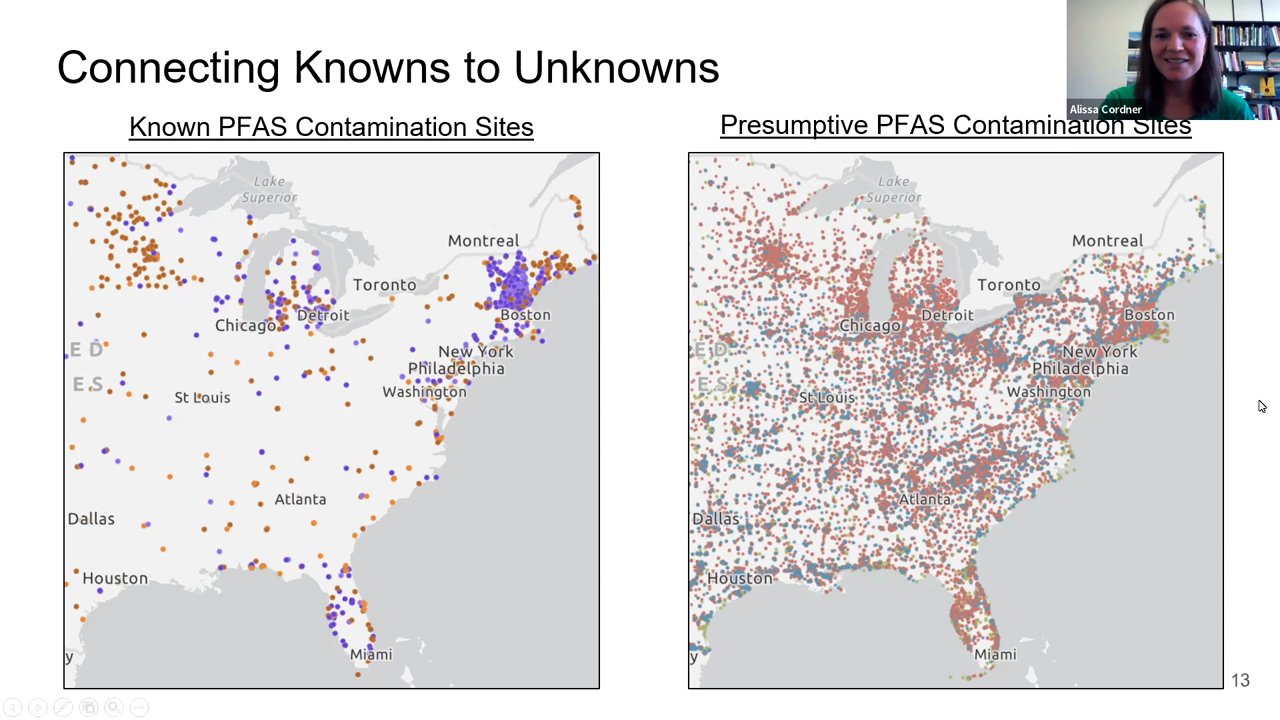 Connecting Knowns to Unknowns
Alissa Cordner
Known PFAS Contamination Sites
Presumptive PFAS Contamination Sites
Lake
Superior
Montreal
Toronto
Detroit
Chicago
Boston
E D
New York
Philadelphia
E S
Washington
St Louis
Atlanta
Dallas
Houston
Miami
y
Lake
Superior
Montreal
Toronto
Detroit
Chicago
Boston
E D
New York
Philadelphia
E S
Washington
St Louis
Atlanta
Dallas
Houston
Miami
y
13